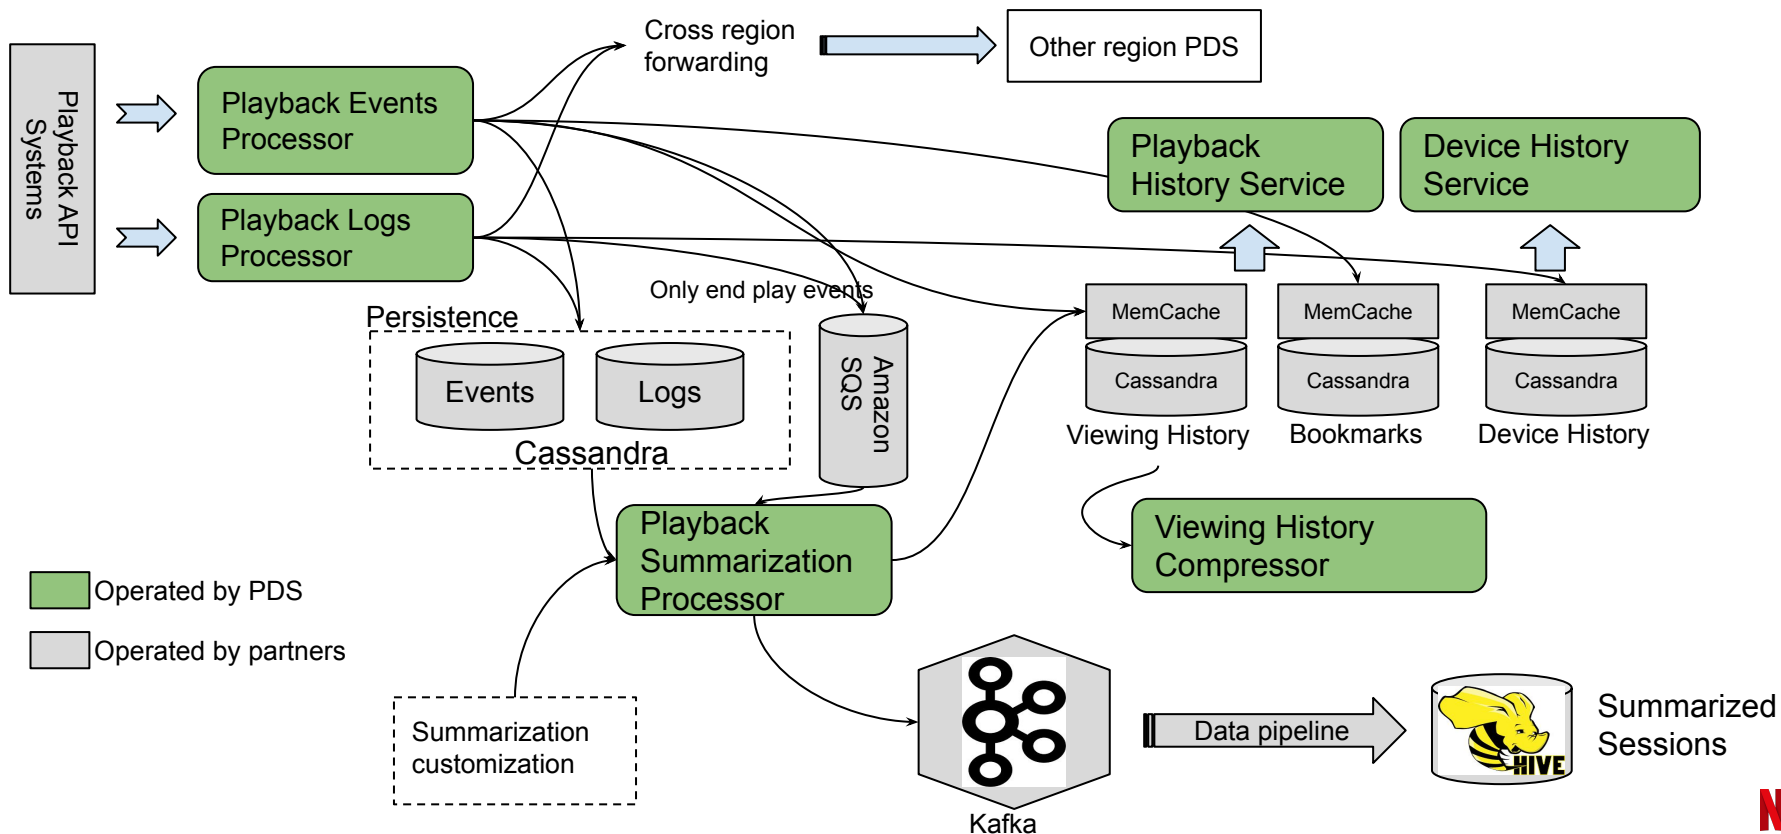 Cross region
forwarding
Other region PDS
Playback API
Systems
Playback Events
Processor
Playback Logs
Processor
Playback
History Service
Device History
Service
Only end play events
Persistence
Events
Logs
Cassandra
Amazon
SQS
MemCache
Cassandra
Viewing History
MemCache
Cassandra
Bookmarks
MemCache
Cassandra
Device History
Playback
Summarization
Processor
Viewing History
Compressor
Operated by PDS
Operated by partners
Summarization
customization
Kafka
Data pipeline
HIVE
Summarized
Sessions
N